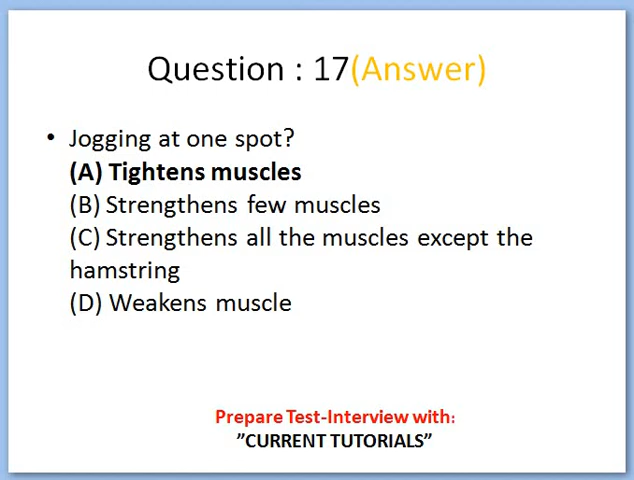 Question : 17(Answer)
• Jogging at one spot?
(A) Tightens muscles
(B) Strengthens few muscles
(C) Strengthens all the muscles except the
hamstring
(D) Weakens muscle
Prepare Test-Interview with:
”CURRENT TUTORIALS”